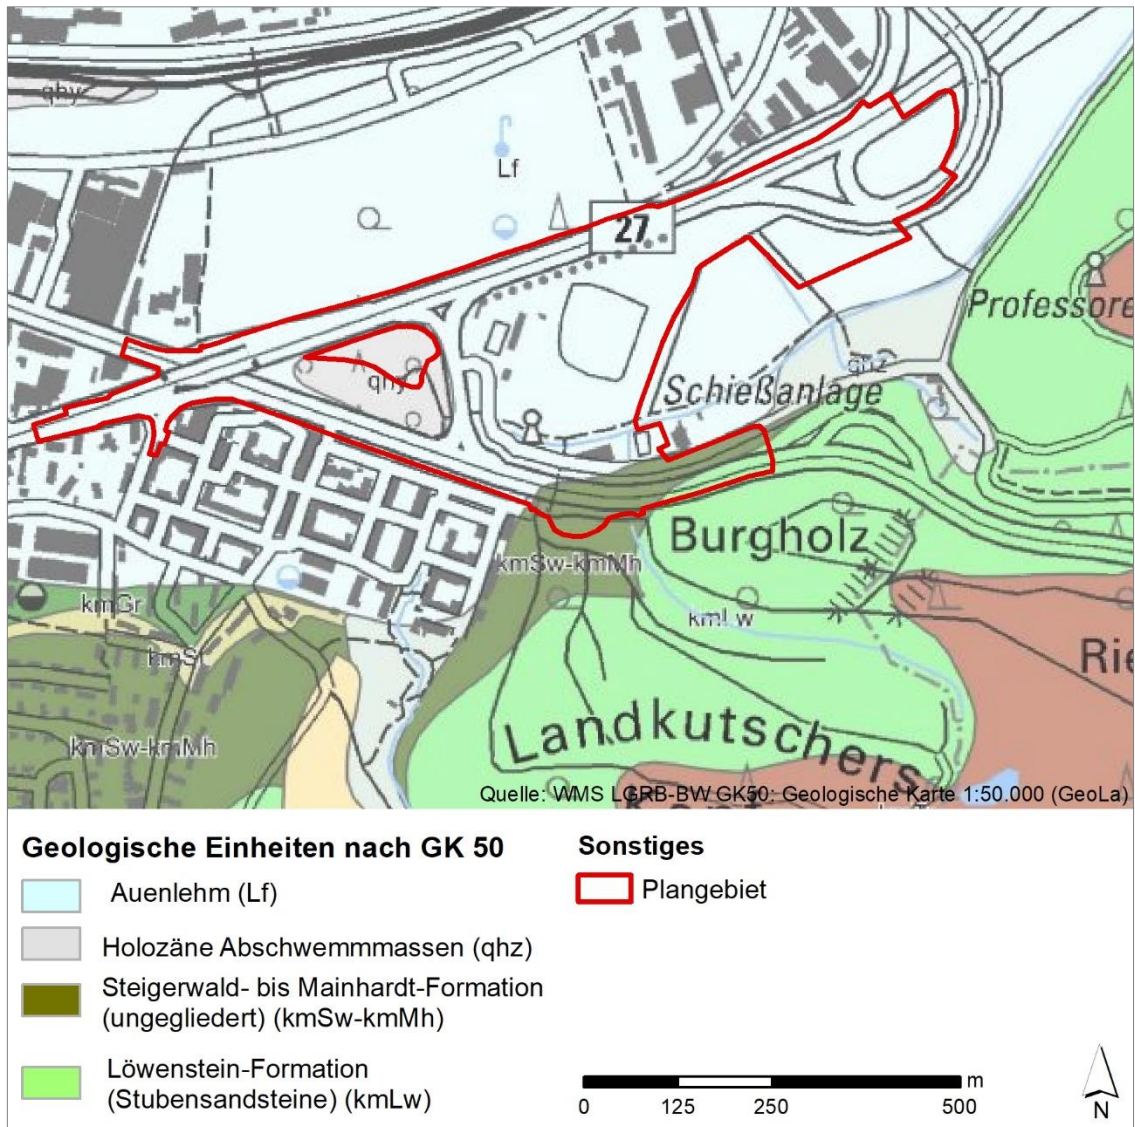 qhy
Lf
27
Professore
qhy
qhz
Schießanlage
Burgholz
kmSw-kmMh
kmGr
kmLw
kmSt
Rie
kmSw-kmMh
Landkutschers
Quelle: WMS LGRB-BW GK50: Geologische Karte 1:50.000 (GeoLa)
Geologische Einheiten nach GK 50
Auenlehm (Lf)
Holozäne Abschwemmmassen (qhz)
Steigerwald- bis Mainhardt-Formation
(ungegliedert) (kmSw-kmMh)
Löwenstein-Formation
(Stubensandsteine) (kmLw)
Sonstiges
Plangebiet
m
0 125 250 500
N